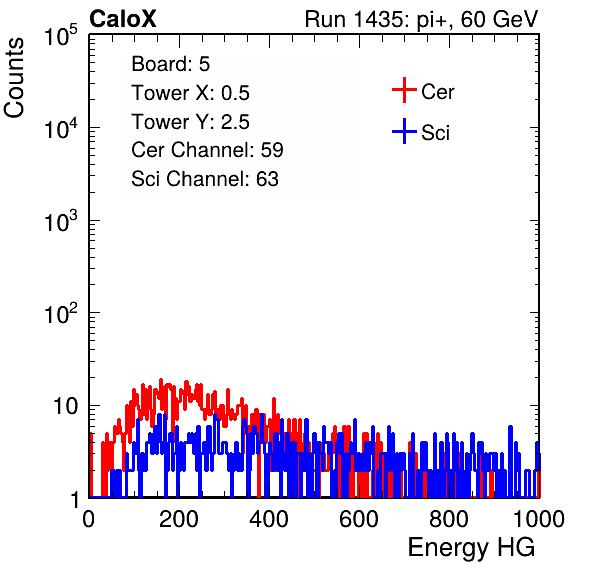 CaloX Run 1435: pi+, 60 GeV
Counts
Board: 5
Tower X: 0.5
Tower Y: 2.5
Cer Channel: 59
Sci Channel: 63
Cer
Sci
10^5
10^4
10^3
10^2
10
1
0 200 400 600 800 1000
Energy HG